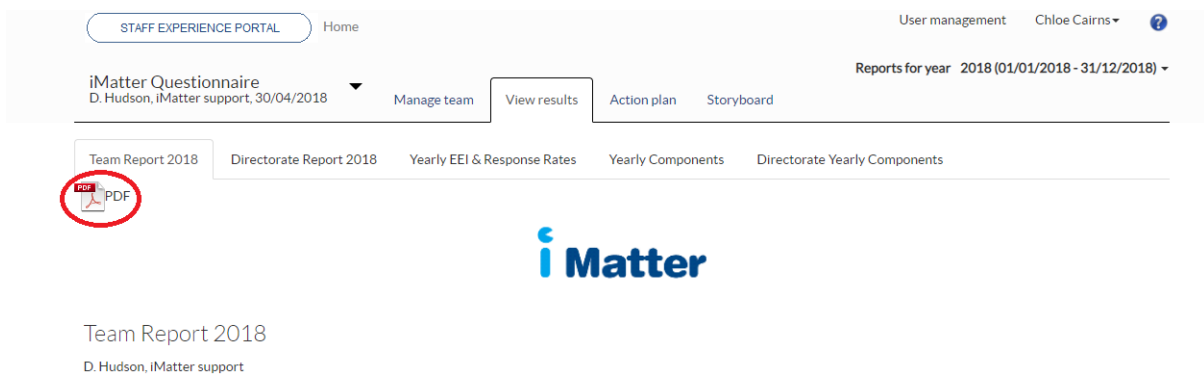 STAFF EXPERIENCE PORTAL Home User management Chloe Cairns ?
Reports for year 2018 (01/01/2018 - 31/12/2018)
iMatter Questionnaire
D. Hudson, iMatter support, 30/04/2018 Manage team View results Action plan Storyboard
Team Report 2018 Directorate Report 2018 Yearly EEI & Response Rates Yearly Components Directorate Yearly Components
PDF PDF
i Matter
Team Report 2018
D. Hudson, iMatter support